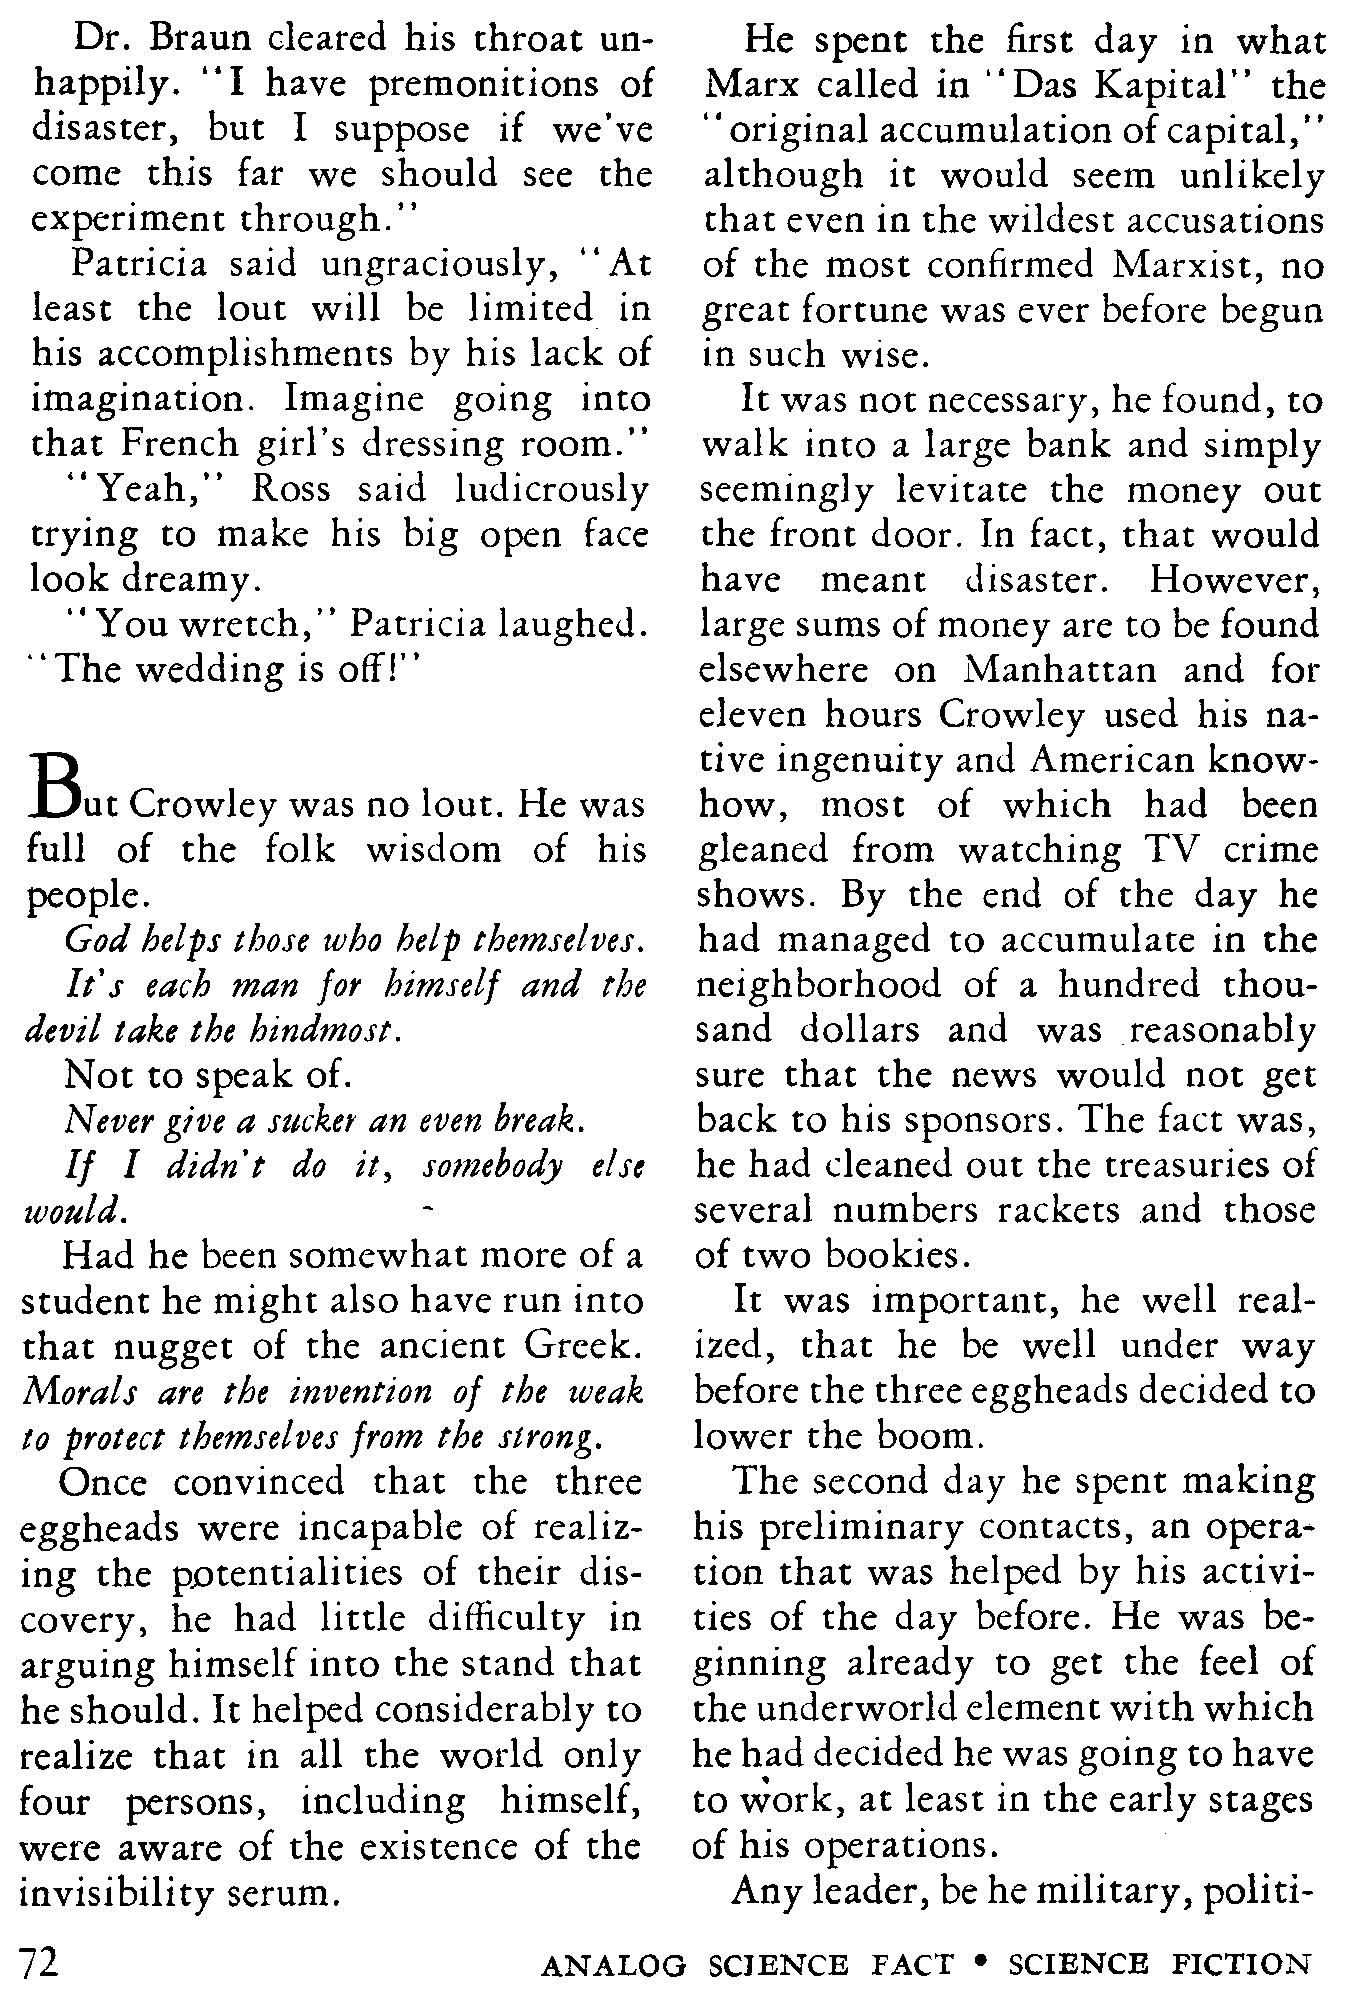 Dr. Braun cleared his throat un-
happily. "I have premonitions of
disaster, but I suppose if we've
come this far we should see the
experiment through."
Patricia said ungraciously, "At
least the lout will be limited in
his accomplishments by his lack of
imagination. Imagine going into
that French girl's dressing room."
"Yeah," Ross said ludicrously
trying to make his big open face
look dreamy.
"You wretch," Patricia laughed.
"The wedding is off!"
But Crowley was no lout. He was
full of the folk wisdom of his
people.
God helps those who help themselves.
It's each man for himself and the
devil take the hindmost.
Not to speak of.
Never give a sucker an even break.
If I didn't do it, somebody else
would.
Had he been somewhat more of a
student he might also have run into
that nugget of the ancient Greek.
Morals are the invention of the weak
to protect themselves from the strong.
Once convinced that the three
eggheads were incapable of realiz-
ing the potentialities of their dis-
covery, he had little difficulty in
arguing himself into the stand that
he should. It helped considerably to
realize that in all the world only
four persons, including himself,
were aware of the existence of the
invisibility serum.
He spent the first day in what
Marx called in "Das Kapital" the
"original accumulation of capital,"
although it would seem unlikely
that even in the wildest accusations
of the most confirmed Marxist, no
great fortune was ever before begun
in such wise.
It was not necessary, he found, to
walk into a large bank and simply
seemingly levitate the money out
the front door. In fact, that would
have meant disaster. However,
large sums of money are to be found
elsewhere on Manhattan and for
eleven hours Crowley used his na-
tive ingenuity and American know-
how, most of which had been
gleaned from watching TV crime
shows. By the end of the day he
had managed to accumulate in the
neighborhood of a hundred thou-
sand dollars and was reasonably
sure that the news would not get
back to his sponsors. The fact was,
he had cleaned out the treasuries of
several numbers rackets and those
of two bookies.
It was important, he well real-
ized, that he be well under way
before the three eggheads decided to
lower the boom.
The second day he spent making
his preliminary contacts, an opera-
tion that was helped by his activi-
ties of the day before. He was be-
ginning already to get the feel of
the underworld element with which
he had decided he was going to have
to work, at least in the early stages
of his operations.
Any leader, be he military, politi-
72
ANALOG SCIENCE FACT • SCIENCE FICTION